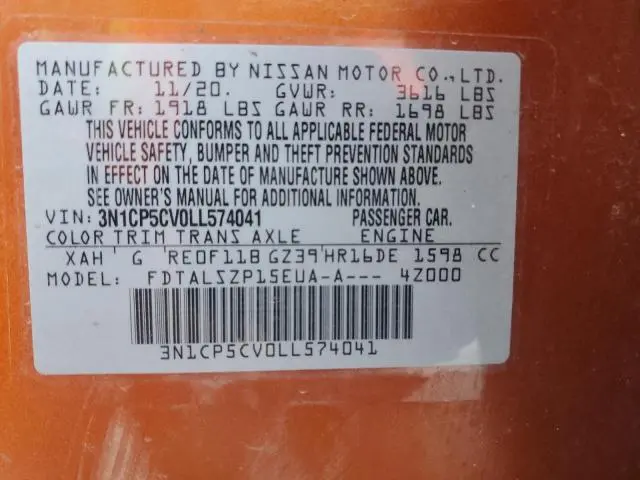 MANUFACTURED BY NISSAN MOTOR CO.,LTD.
DATE: 11/20. GVWR: 3616 LBS
GAWR FR: 1918 LBS GAWR RR: 1698 LBS
THIS VEHICLE CONFORMS TO ALL APPLICABLE FEDERAL MOTOR
VEHICLE SAFETY, BUMPER AND THEFT PREVENTION STANDARDS
IN EFFECT ON THE DATE OF MANUFACTURE SHOWN ABOVE.
SEE OWNER'S MANUAL FOR ADDITIONAL INFORMATION.
VIN: 3N1CP5CV0LL574041 PASSENGER CAR.
COLOR TRIM TRANS AXLE ENGINE
XAH G RE0F11B GZ39 HR16DE 1598 CC
MODEL: FDTALSZP15EUA-A--- 4Z000
3N1CP5CV0LL574041